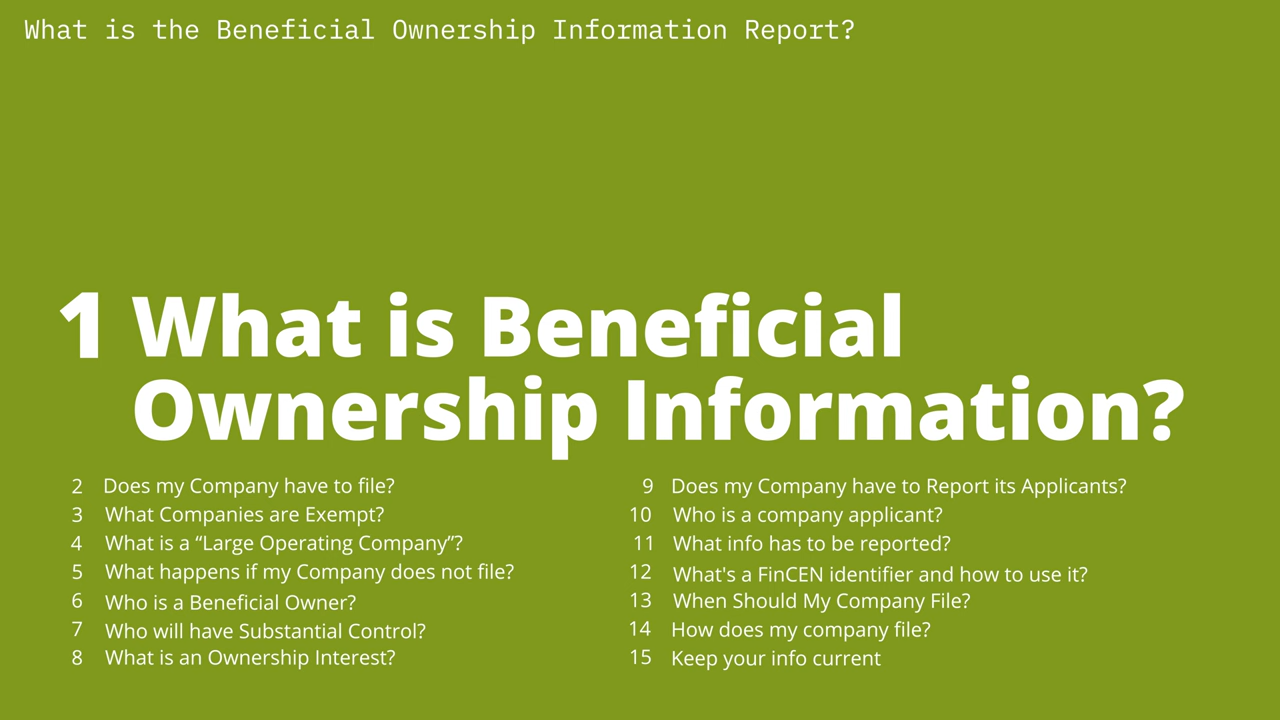 What is the Beneficial Ownership Information Report?
1 What is Beneficial
Ownership Information?
2 Does my Company have to file?
3 What Companies are Exempt?
4 What is a “Large Operating Company”?
5 What happens if my Company does not file?
6 Who is a Beneficial Owner?
7 Who will have Substantial Control?
8 What is an Ownership Interest?
9 Does my Company have to Report its Applicants?
10 Who is a company applicant?
11 What info has to be reported?
12 What's a FinCEN identifier and how to use it?
13 When Should My Company File?
14 How does my company file?
15 Keep your info current